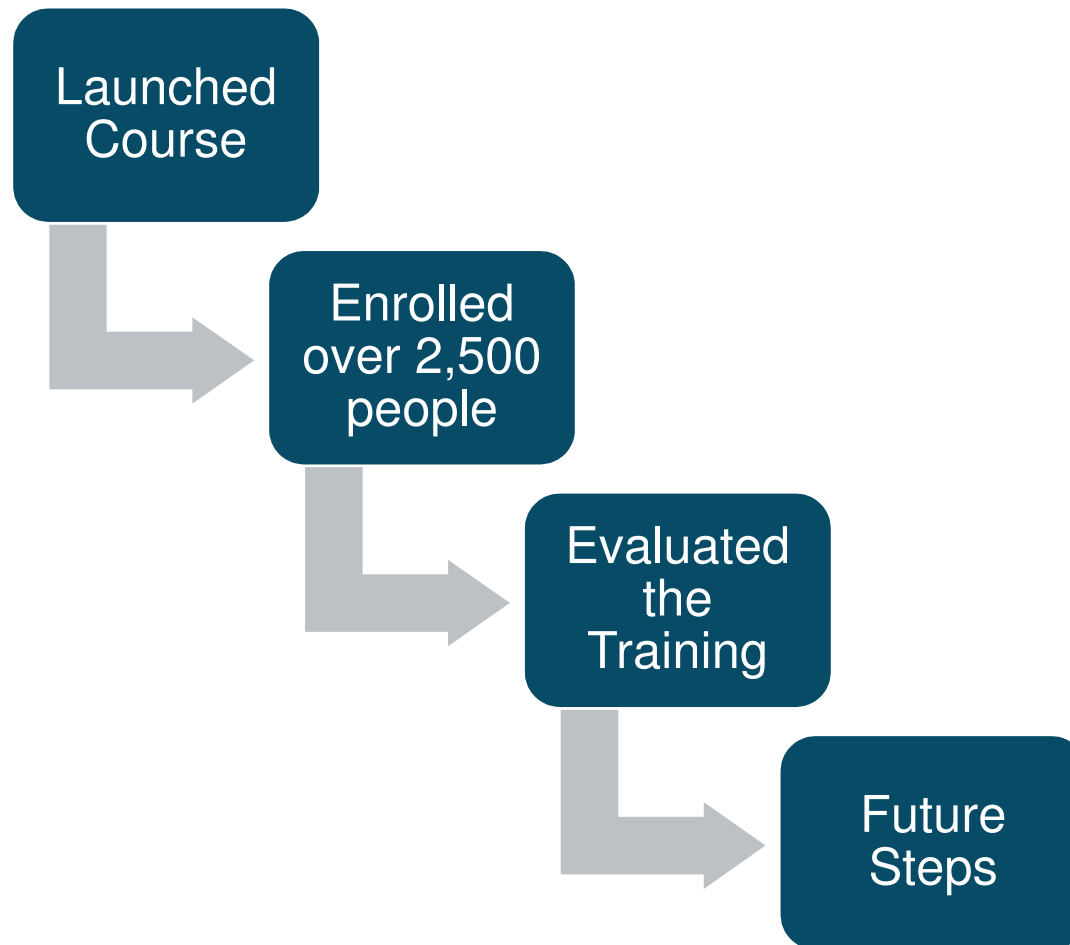 Launched
Course
Enrolled
over 2,500
people
Evaluated
the
Training
Future
Steps